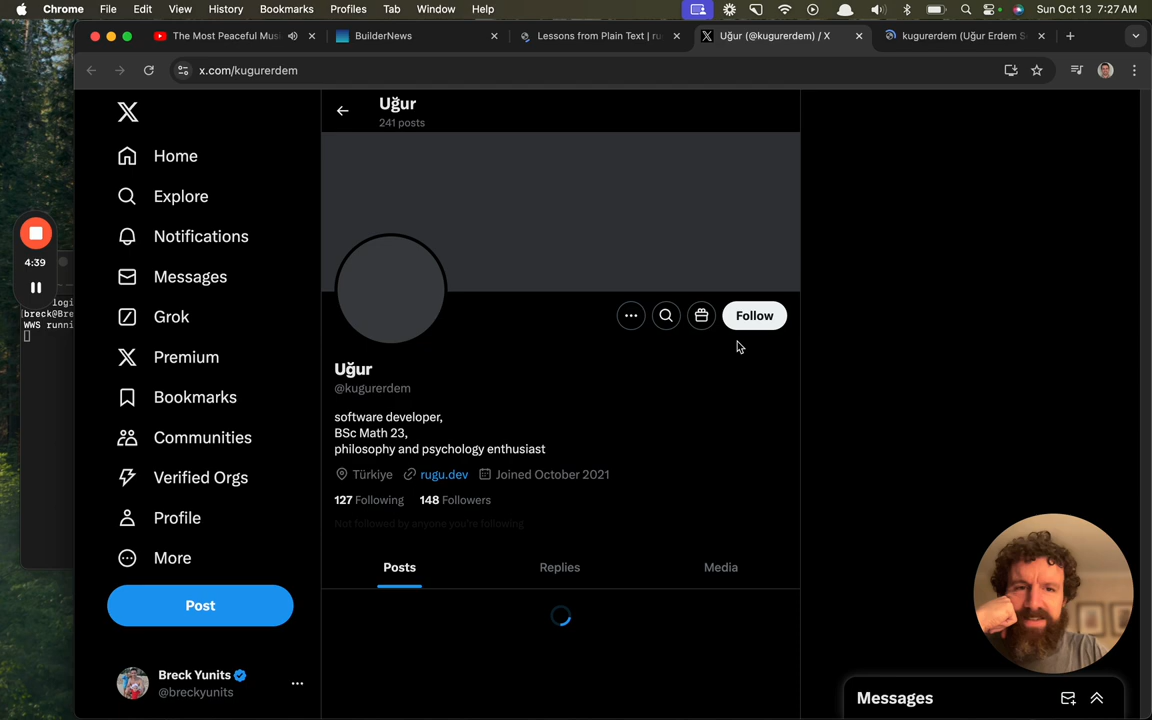 Chrome File Edit View History Bookmarks Profiles Tab Window Help
Sun Oct 13 7:27 AM
The Most Peaceful Musi
BuilderNews
Lessons from Plain Text | ru
Uğur (@kugurerdem) / X
kugurerdem (Uğur Erdem S
x.com/kugurerdem
Uğur
241 posts
Home
Explore
Notifications
Messages
Grok
Premium
Bookmarks
Communities
Verified Orgs
Profile
More
Post
Breck Yunits
@breckyunits
4:39
logi
breck@Bre
WWS runni
Follow
Uğur
@kugurerdem
software developer,
BSc Math 23,
philosophy and psychology enthusiast
Türkiye rugu.dev Joined October 2021
127 Following 148 Followers
Not followed by anyone you're following
Posts Replies Media
Messages